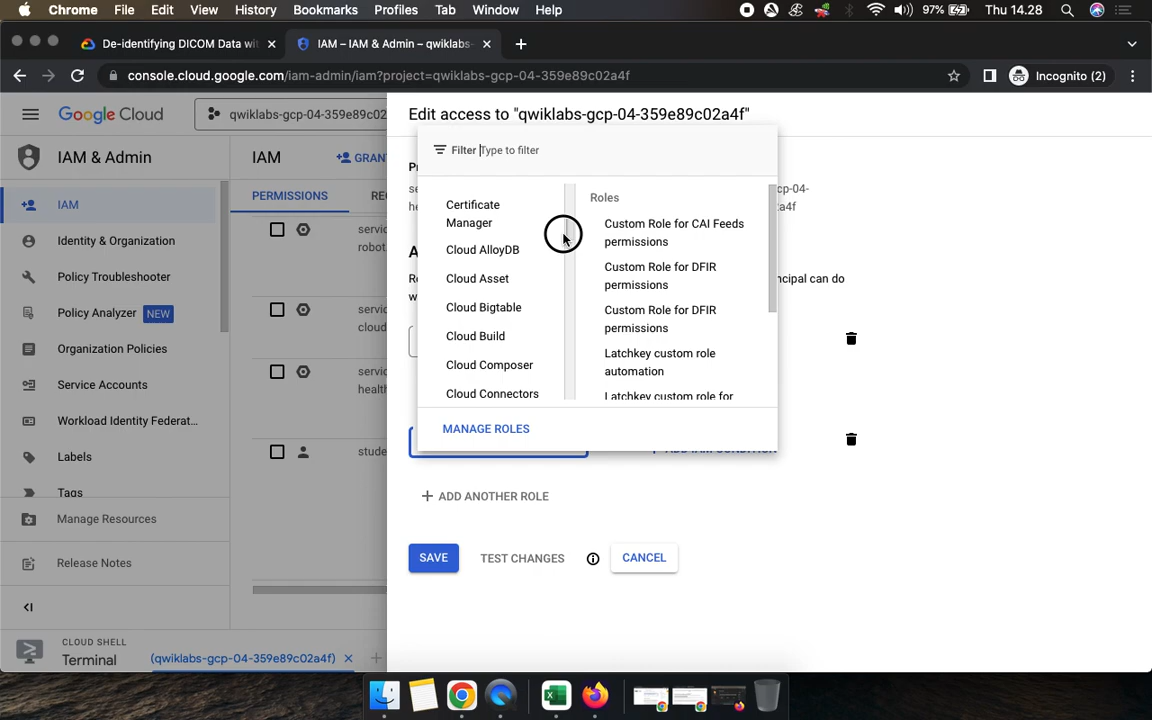 Chrome File Edit View History Bookmarks Profiles Tab Window Help 97% Thu 14.28
De-identifying DICOM Data wit IAM – IAM & Admin – qwiklabs-
console.cloud.google.com/iam-admin/iam?project=qwiklabs-gcp-04-359e89c02a4f Incognito (2)
Google Cloud qwiklabs-gcp-04-359e89c02
Edit access to "qwiklabs-gcp-04-359e89c02a4f"
IAM & Admin
IAM
Identity & Organization
Policy Troubleshooter
Policy Analyzer NEW
Organization Policies
Service Accounts
Workload Identity Federat...
Labels
Tags
Manage Resources
Release Notes
IAM GRAN
PERMISSIONS RE
servic
robot.
servic
cloud
servic
health
stude
cp-04-
a4f
ncipal can do
Filter Type to filter
Certificate
Manager
Cloud AlloyDB
Cloud Asset
Cloud Bigtable
Cloud Build
Cloud Composer
Cloud Connectors
Roles
Custom Role for CAI Feeds
permissions
Custom Role for DFIR
permissions
Custom Role for DFIR
permissions
Latchkey custom role
automation
Latchkey custom role for
MANAGE ROLES
ADD IAM CONDITION
ADD ANOTHER ROLE
SAVE TEST CHANGES CANCEL
CLOUD SHELL
Terminal (qwiklabs-gcp-04-359e89c02a4f)